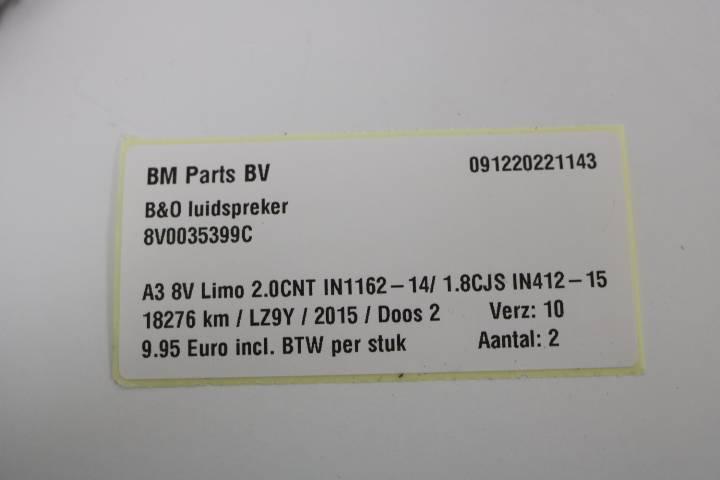 BM Parts BV 091220221143
B&O luidspreker
8V0035399C
A3 8V Limo 2.0CNT IN1162-14/ 1.8CJS IN412-15
18276 km / LZ9Y / 2015 / Doos 2 Verz: 10
9.95 Euro incl. BTW per stuk Aantal: 2